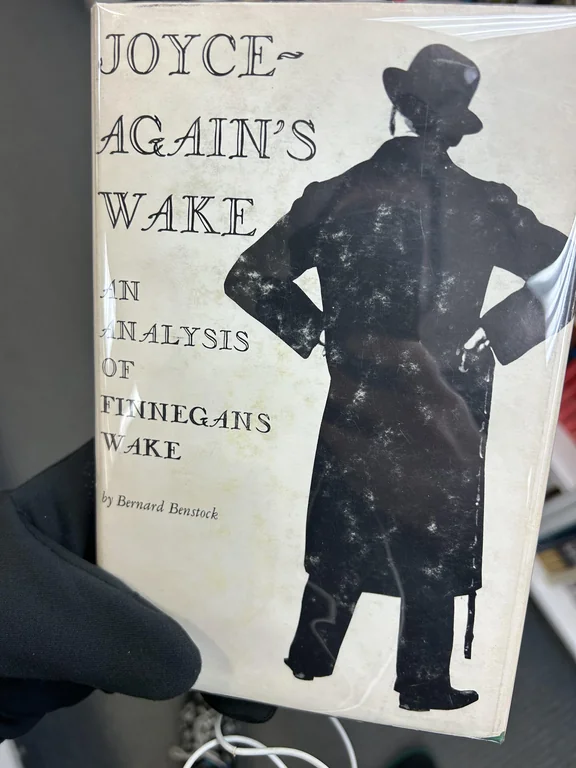 JOYCE-
AGAIN'S
WAKE
AN
ANALYSIS
OF
FINNEGANS
WAKE
by Bernard Benstock